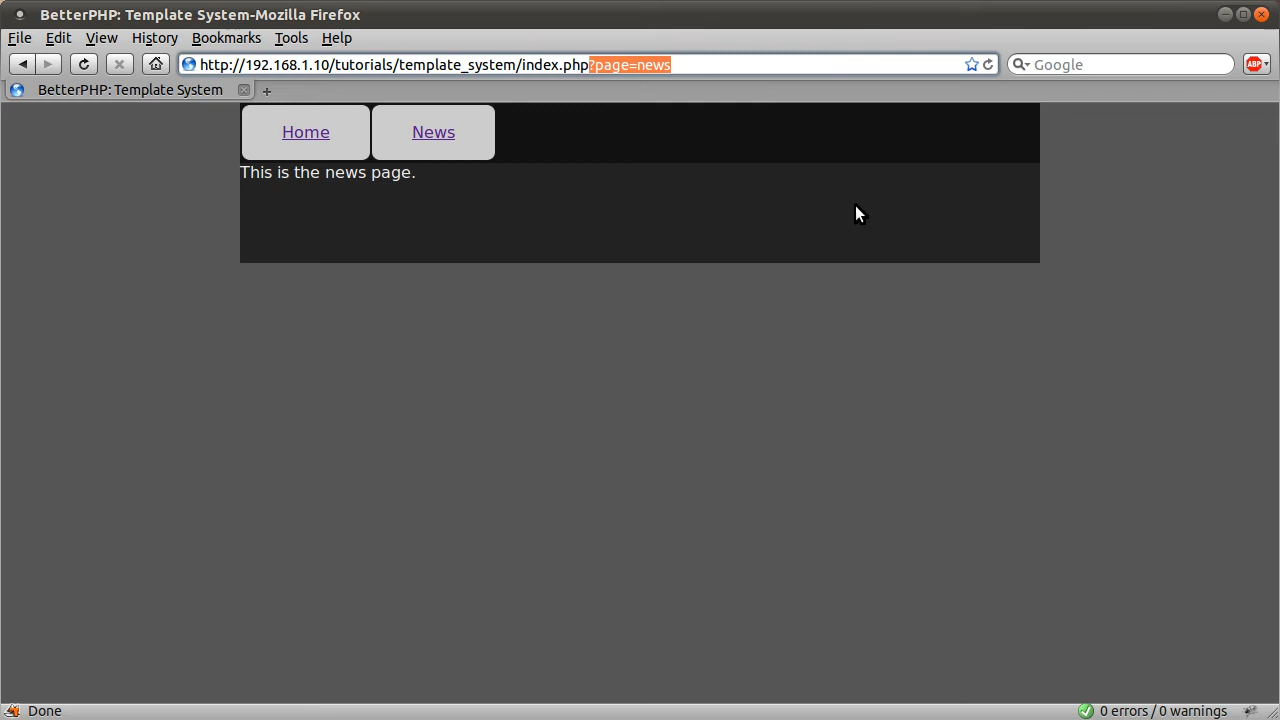 BetterPHP: Template System-Mozilla Firefox
File Edit View History Bookmarks Tools Help
http://192.168.1.10/tutorials/template_system/index.php?page=news
Google
ABP
BetterPHP: Template System
Home
News
This is the news page.
Done
0 errors / 0 warnings